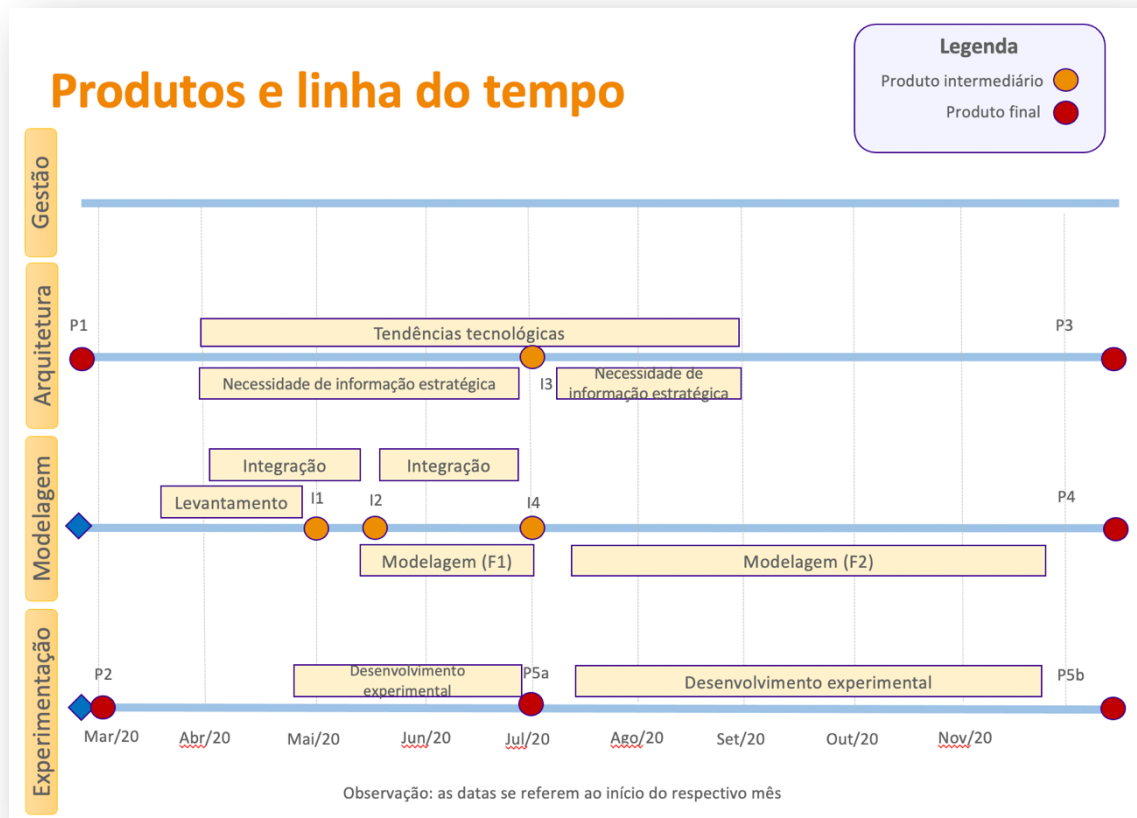 Legenda
Produto intermediário
Produto final
Produtos e linha do tempo
Gestão
Arquitetura
P1
Tendências tecnológicas
P3
Necessidade de informação estratégica
I3
Necessidade de
informação estratégica
Modelagem
Integração
Integração
Levantamento
I1
I2
I4
P4
Modelagem (F1)
Modelagem (F2)
Experimentação
P2
Desenvolvimento
experimental
P5a
Desenvolvimento experimental
P5b
Mar/20
Abr/20
Mai/20
Jun/20
Jul/20
Ago/20
Set/20
Out/20
Nov/20
Observação: as datas se referem ao início do respectivo mês